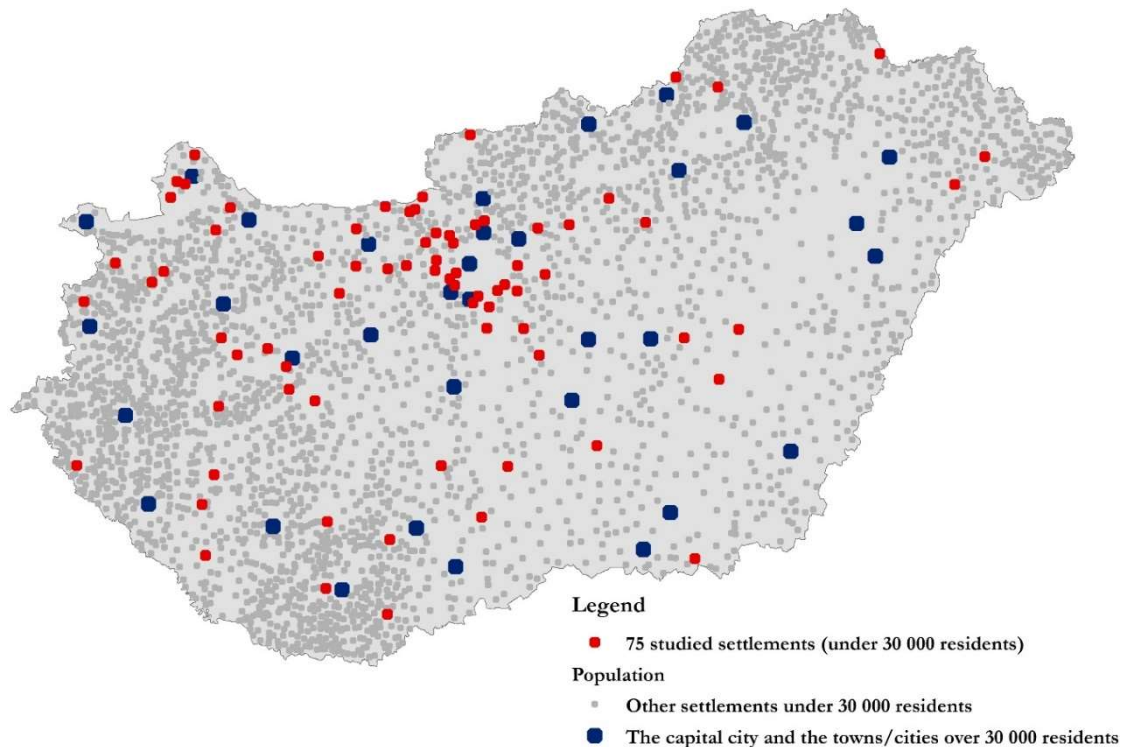 Legend
75 studied settlements (under 30 000 residents)
Population
Other settlements under 30 000 residents
The capital city and the towns/cities over 30 000 residents